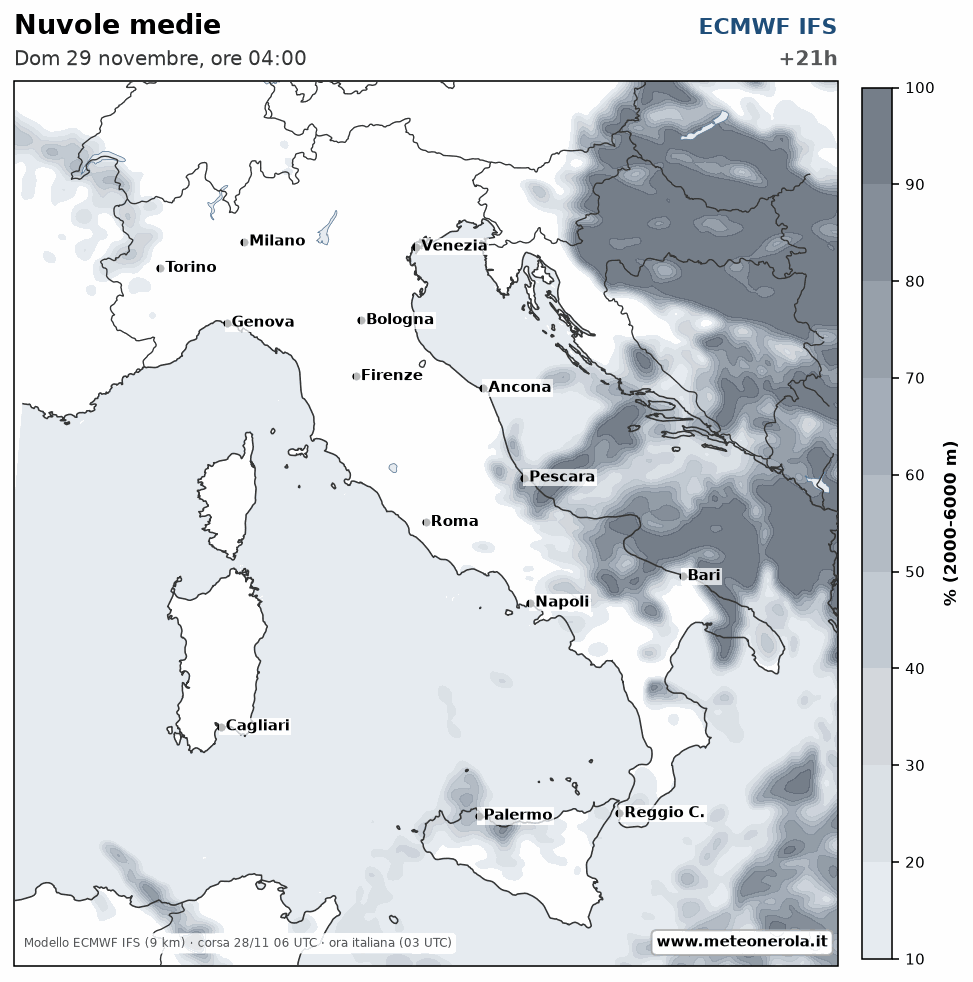 Nuvole medie
ECMWF IFS
Dom 29 novembre, ore 04:00
+21h
100
90
80
70
60
50
40
30
20
10
% (2000-6000 m)
Milano
Venezia
Torino
Genova
Bologna
Firenze
Ancona
Pescara
Roma
Bari
Napoli
Cagliari
Palermo
Reggio C.
Modello ECMWF IFS (9 km) · corsa 28/11 06 UTC · ora italiana (03 UTC)
www.meteonerola.it